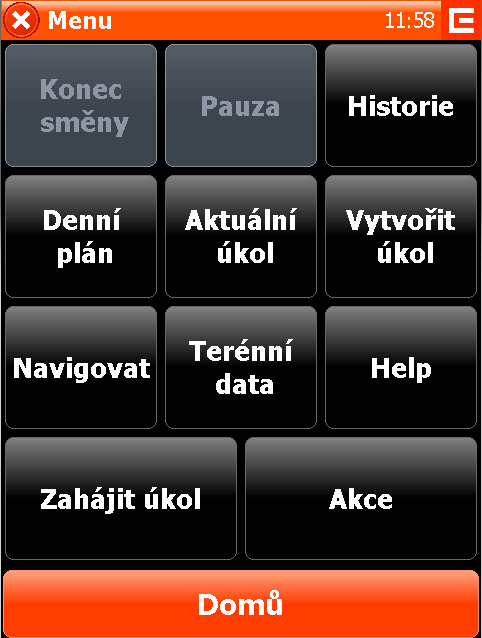 Menu 11:58
Konec
směny
Pauza
Historie
Denní
plán
Aktuální
úkol
Vytvořit
úkol
Navigovat
Terénní
data
Help
Zahájit úkol
Akce
Domů